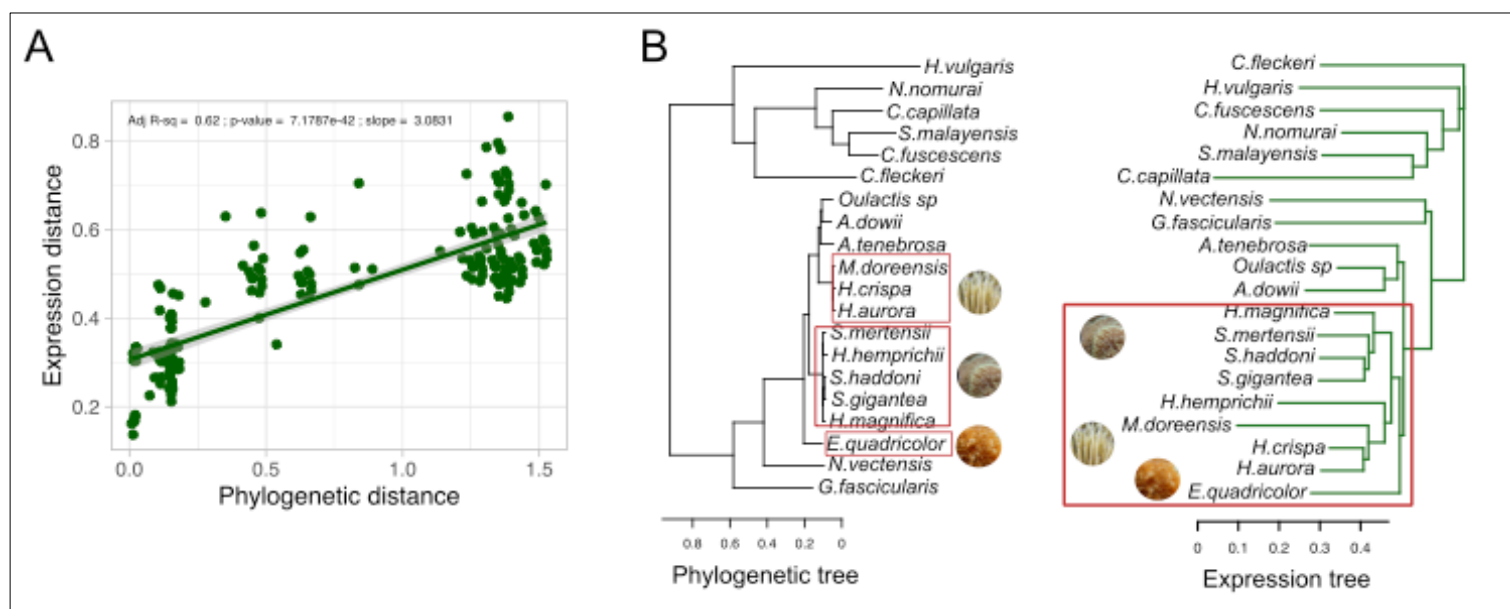 A
Adj R-sq = 0.62 ; p-value = 7.1787e-42 ; slope = 3.0831
0.8
0.6
0.4
0.2
Expression distance
0.0
0.5
1.0
1.5
Phylogenetic distance
B
H.vulgaris
N.nomurai
C.capillata
S.malayensis
C.fuscescens
C.fleckeri
Oulactis sp
A.dowii
A.tenebrosa
M.doreensis
H.crispa
H.aurora
S.mertensii
H.hemprichii
S.haddoni
S.gigantea
H.magnifica
E.quadricolor
N.vectensis
G.fascicularis
0.8 0.6 0.4 0.2 0
Phylogenetic tree
C.fleckeri
H.vulgaris
C.fuscescens
N.nomurai
S.malayensis
C.capillata
N.vectensis
G.fascicularis
A.tenebrosa
Oulactis sp
A.dowii
H.magnifica
S.mertensii
S.haddoni
S.gigantea
H.hemprichii
M.doreensis
H.crispa
H.aurora
E.quadricolor
0 0.1 0.2 0.3 0.4
Expression tree